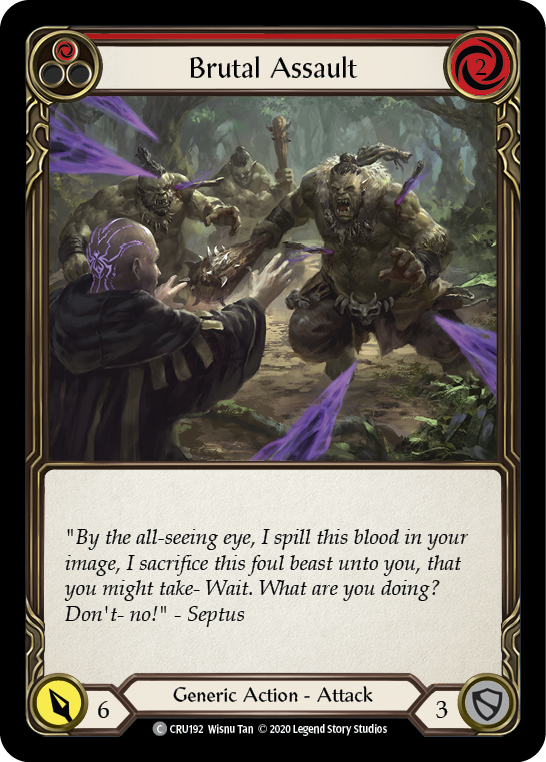 Brutal Assault
2
"By the all-seeing eye, I spill this blood in your
image, I sacrifice this foul beast unto you, that
you might take- Wait. What are you doing?
Don't- no!" - Septus
6
Generic Action - Attack
3
C CRU192 Wisnu Tan © 2020 Legend Story Studios